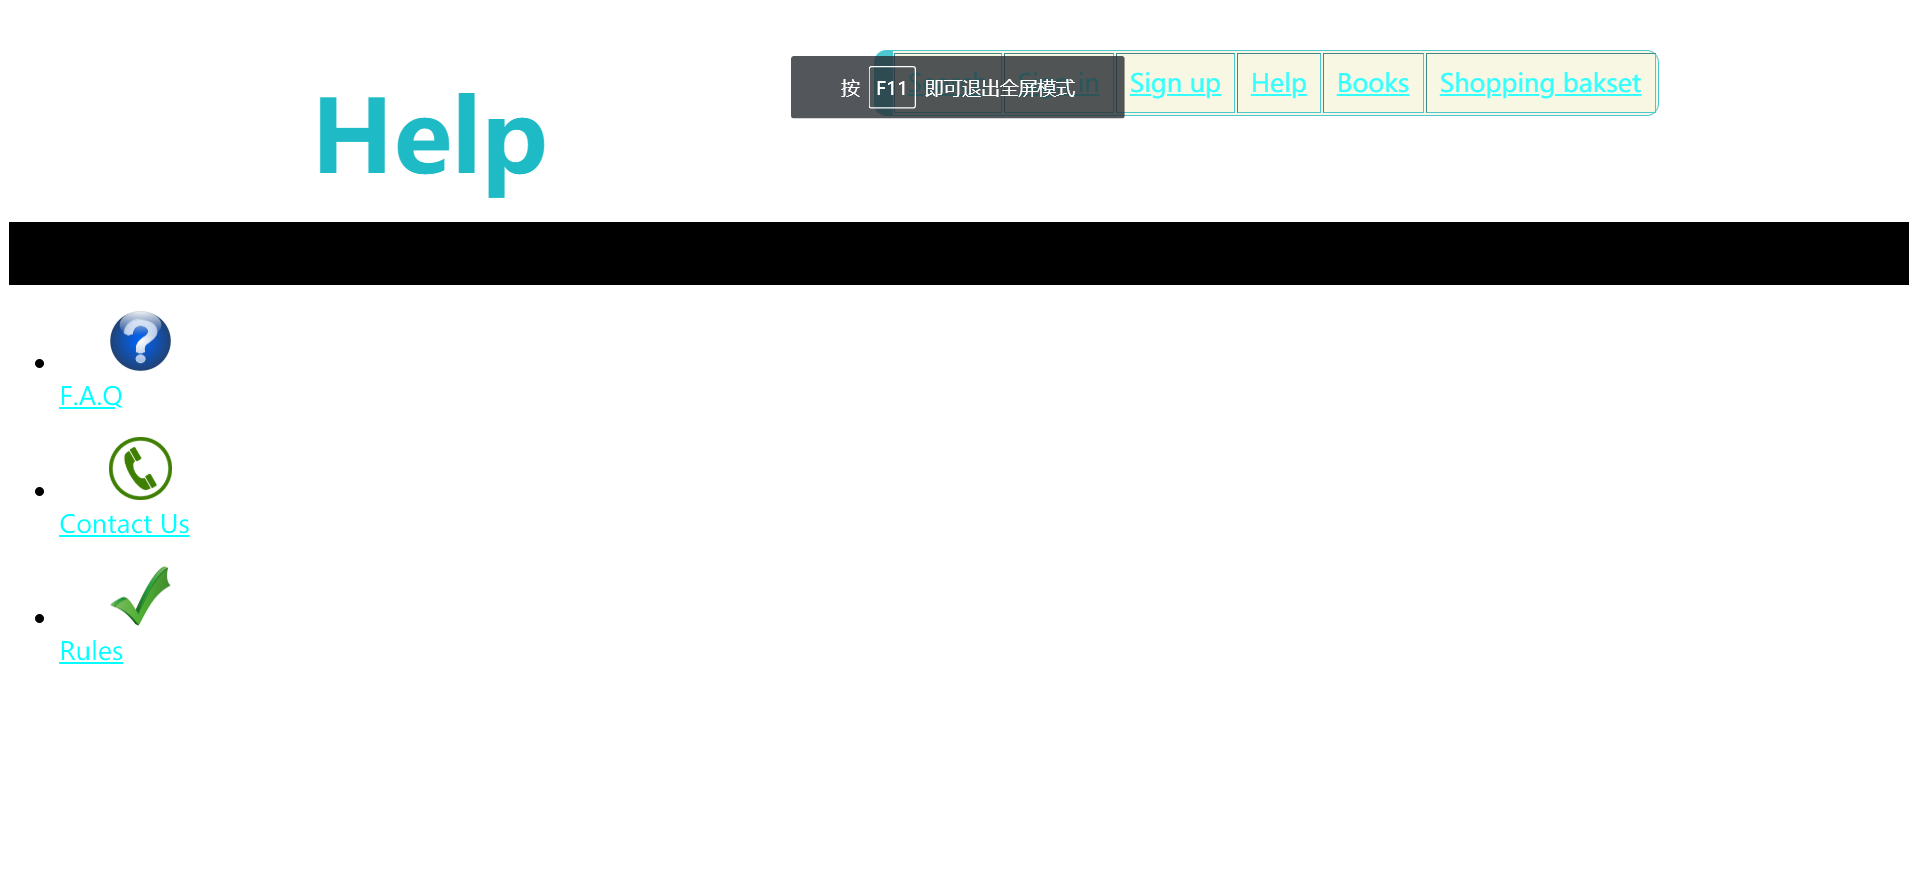 Sign up Help Books Shopping bakset
按 F11 即可退出全屏模式
Help
F.A.Q
Contact Us
Rules